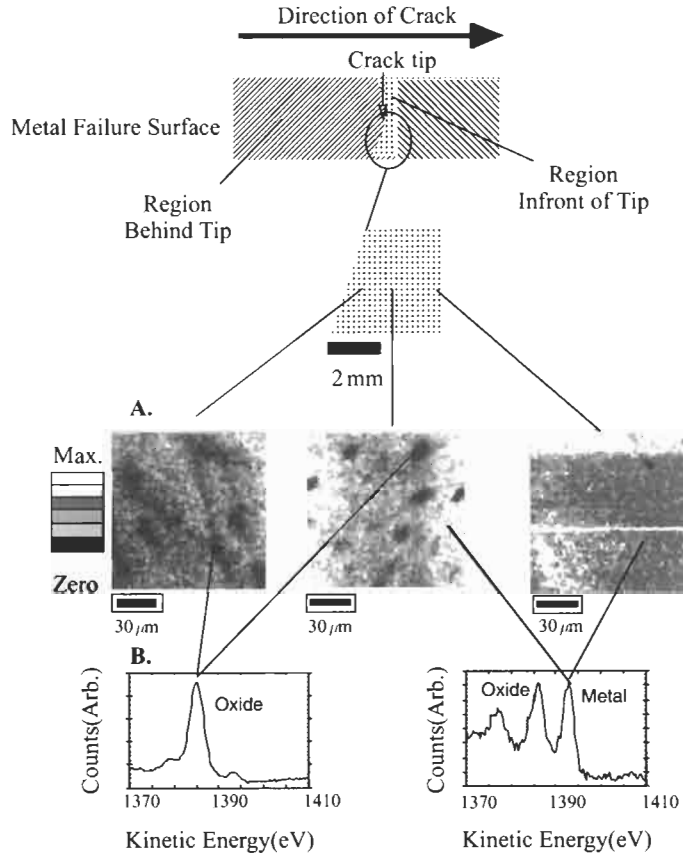 Direction of Crack
Crack tip
Metal Failure Surface
Region
Behind Tip
Region
Infront of Tip
2 mm
A.
Max.
Zero
30 μm
30 μm
30 μm
B.
Counts(Arb.)
Oxide
1370
1390
1410
Kinetic Energy(eV)
Counts(Arb.)
Oxide
Metal
1370
1390
1410
Kinetic Energy(eV)